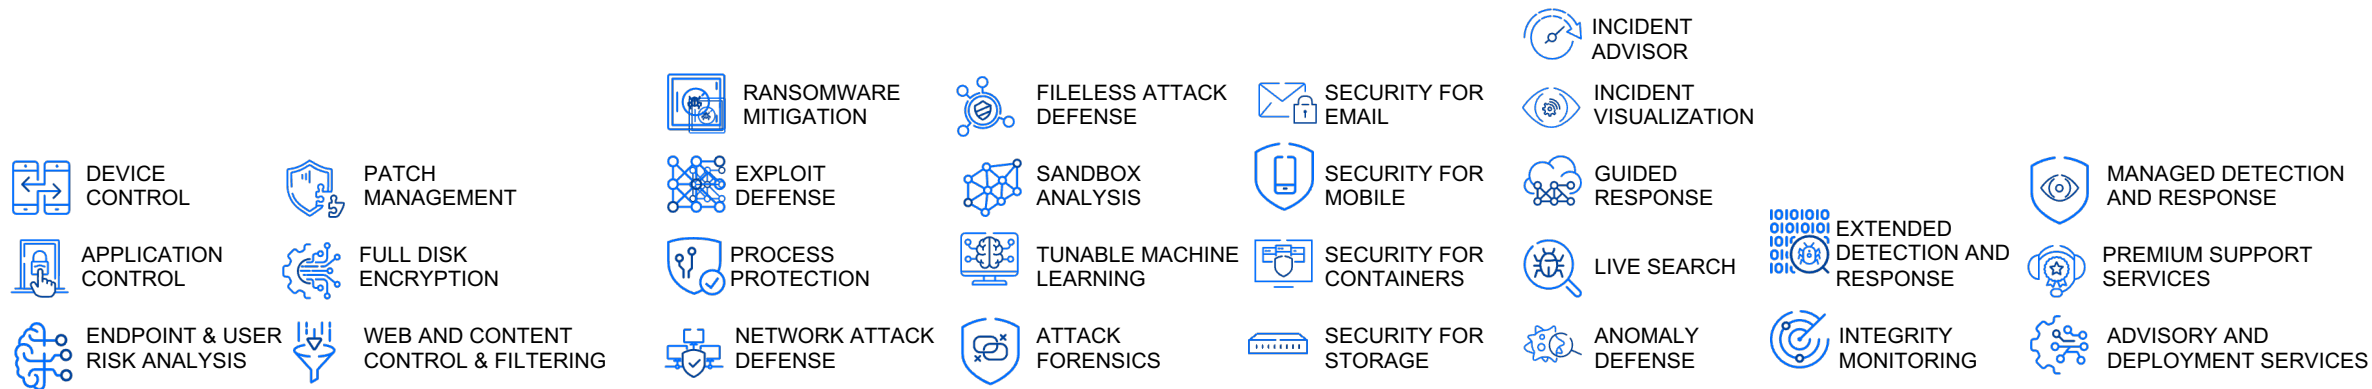 DEVICE
CONTROL
APPLICATION
CONTROL
ENDPOINT & USER
RISK ANALYSIS
PATCH
MANAGEMENT
FULL DISK
ENCRYPTION
WEB AND CONTENT
CONTROL & FILTERING
RANSOMWARE
MITIGATION
EXPLOIT
DEFENSE
PROCESS
PROTECTION
NETWORK ATTACK
DEFENSE
FILELESS ATTACK
DEFENSE
SANDBOX
ANALYSIS
TUNABLE MACHINE
LEARNING
ATTACK
FORENSICS
SECURITY FOR
EMAIL
SECURITY FOR
MOBILE
SECURITY FOR
CONTAINERS
SECURITY FOR
STORAGE
INCIDENT
ADVISOR
INCIDENT
VISUALIZATION
GUIDED
RESPONSE
LIVE SEARCH
ANOMALY
DEFENSE
EXTENDED
DETECTION AND
RESPONSE
INTEGRITY
MONITORING
MANAGED DETECTION
AND RESPONSE
PREMIUM SUPPORT
SERVICES
ADVISORY AND
DEPLOYMENT SERVICES